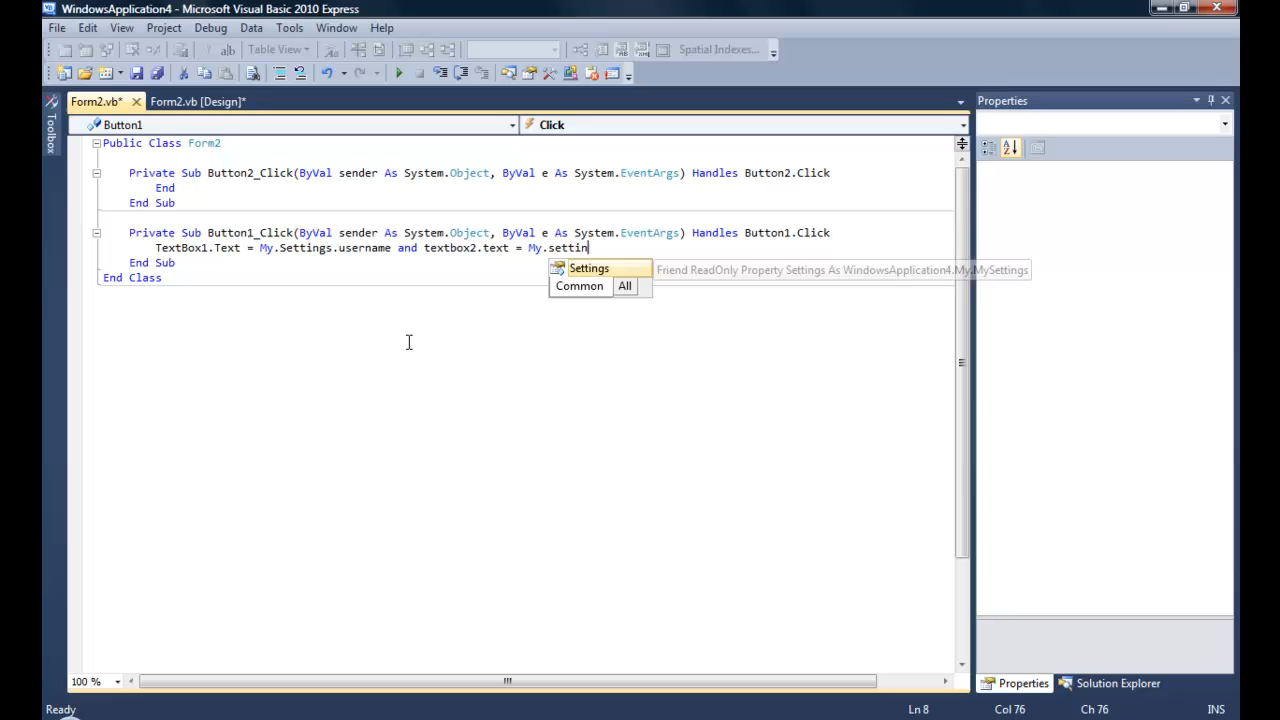 WindowsApplication4 - Microsoft Visual Basic 2010 Express
File Edit View Project Debug Data Tools Window Help
Table View Spatial Indexes...
Form2.vb* Form2.vb [Design]* Properties
Toolbox
Button1 Click
Public Class Form2
Private Sub Button2_Click(ByVal sender As System.Object, ByVal e As System.EventArgs) Handles Button2.Click
End
End Sub
Private Sub Button1_Click(ByVal sender As System.Object, ByVal e As System.EventArgs) Handles Button1.Click
TextBox1.Text = My.Settings.username and textbox2.text = My.settin
End Sub
End Class
Settings Friend ReadOnly Property Settings As WindowsApplication4.My.MySettings
Common All
100 %
Properties Solution Explorer
Ready Ln 8 Col 76 Ch 76 INS